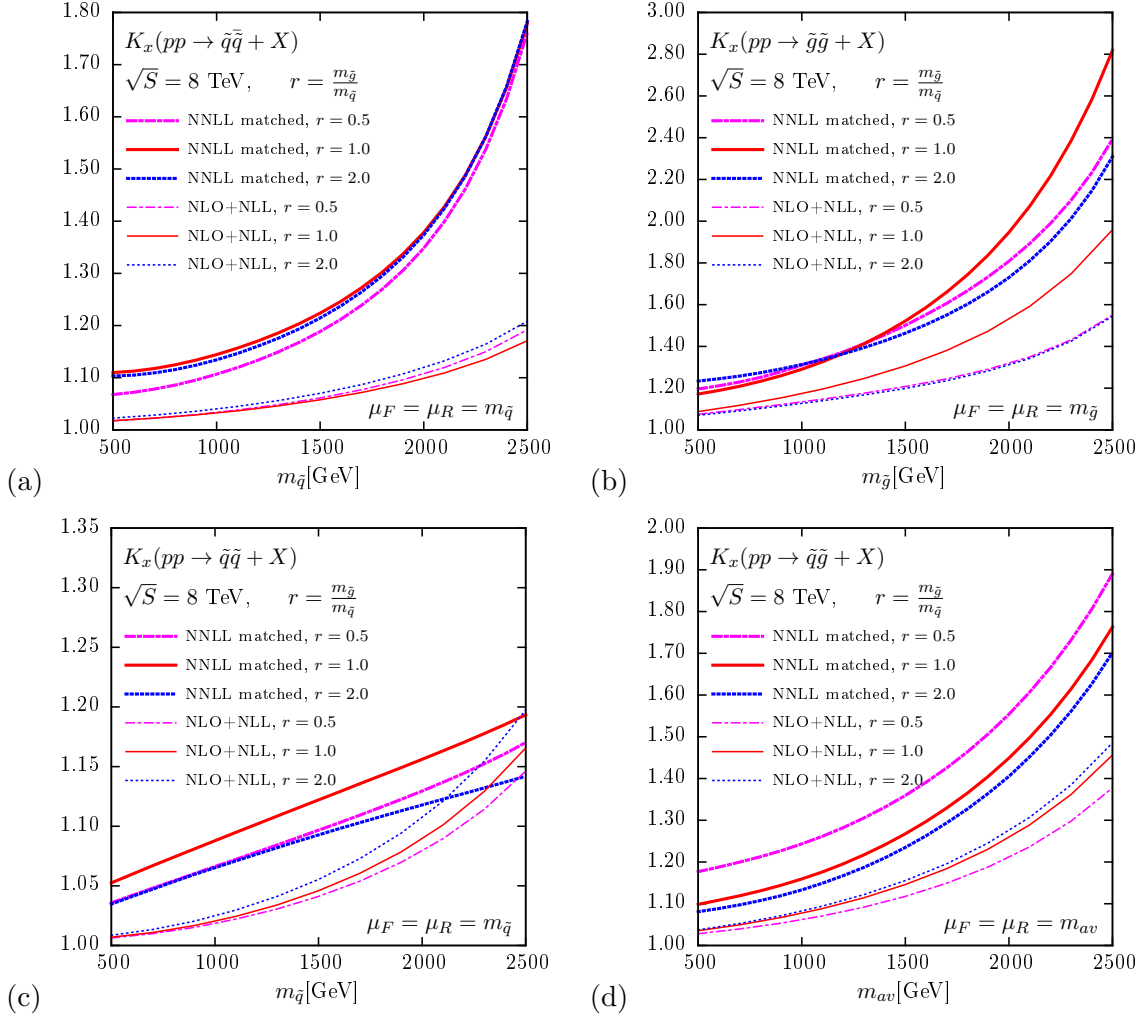 1.80
1.70
1.60
1.50
1.40
1.30
1.20
1.10
1.00
K_x(pp → q̃q̃̄ + X)
√S = 8 TeV, r = m_g̃/m_q̃
NNLL matched, r = 0.5
NNLL matched, r = 1.0
NNLL matched, r = 2.0
NLO+NLL, r = 0.5
NLO+NLL, r = 1.0
NLO+NLL, r = 2.0
μ_F = μ_R = m_q̃
500 1000 1500 2000 2500
(a) m_q̃[GeV]
3.00
2.80
2.60
2.40
2.20
2.00
1.80
1.60
1.40
1.20
1.00
K_x(pp → g̃g̃ + X)
√S = 8 TeV, r = m_g̃/m_q̃
NNLL matched, r = 0.5
NNLL matched, r = 1.0
NNLL matched, r = 2.0
NLO+NLL, r = 0.5
NLO+NLL, r = 1.0
NLO+NLL, r = 2.0
μ_F = μ_R = m_g̃
500 1000 1500 2000 2500
(b) m_g̃[GeV]
1.35
1.30
1.25
1.20
1.15
1.10
1.05
1.00
K_x(pp → q̃q̃ + X)
√S = 8 TeV, r = m_g̃/m_q̃
NNLL matched, r = 0.5
NNLL matched, r = 1.0
NNLL matched, r = 2.0
NLO+NLL, r = 0.5
NLO+NLL, r = 1.0
NLO+NLL, r = 2.0
μ_F = μ_R = m_q̃
500 1000 1500 2000 2500
(c) m_q̃[GeV]
2.00
1.90
1.80
1.70
1.60
1.50
1.40
1.30
1.20
1.10
1.00
K_x(pp → q̃g̃ + X)
√S = 8 TeV, r = m_g̃/m_q̃
NNLL matched, r = 0.5
NNLL matched, r = 1.0
NNLL matched, r = 2.0
NLO+NLL, r = 0.5
NLO+NLL, r = 1.0
NLO+NLL, r = 2.0
μ_F = μ_R = m_av
500 1000 1500 2000 2500
(d) m_av[GeV]